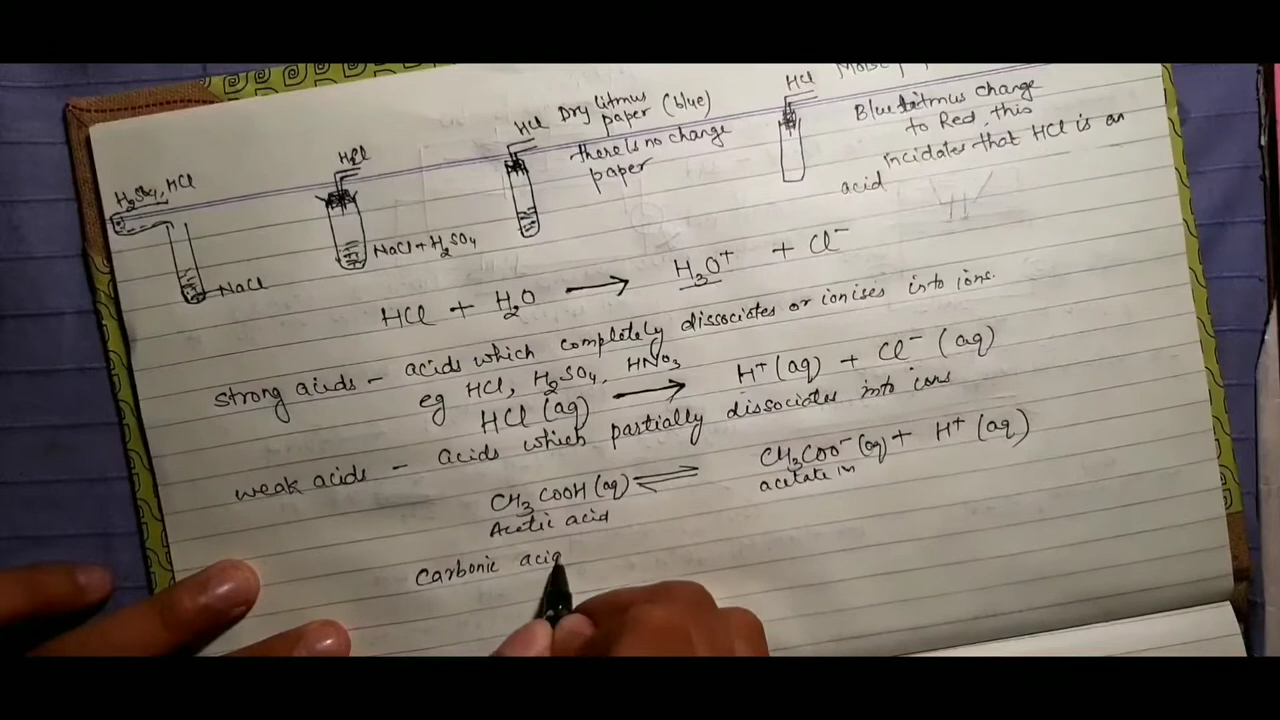 H₂SO₄, HCl
NaCl
HCl
NaCl + H₂SO₄
HCl
Dry litmus
paper (blue)
there is no change
paper
HCl
Blue litmus change
to Red, this
incidates that HCl is an
acid
HCl + H₂O ⟶ H₃O⁺ + Cl⁻
strong acids – acids which completely dissociates or ionises into ions.
eg HCl, H₂SO₄, HNO₃
HCl (aq) ⟶ H⁺ (aq) + Cl⁻ (aq)
weak acids – acids which partially dissociates into ions
CH₃COOH (aq) ⇌ CH₃COO⁻ (aq) + H⁺ (aq)
Acetic acid acetate in
Carbonic acid